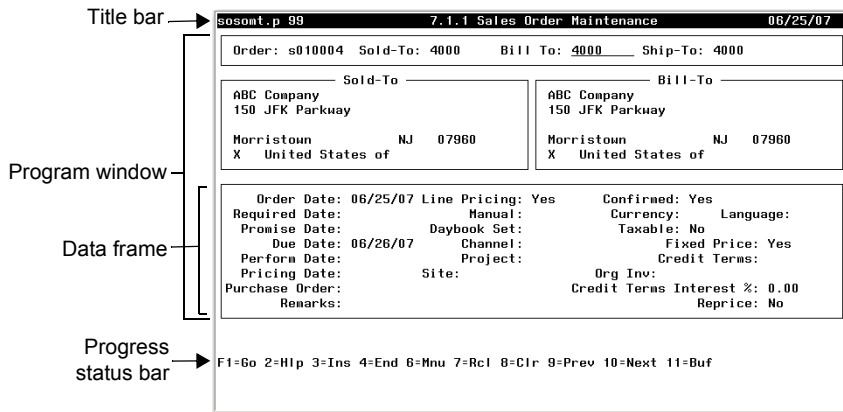 Title bar
sosomt.p 99 7.1.1 Sales Order Maintenance 06/25/07
Order: s010004 Sold-To: 4000 Bill To: 4000 Ship-To: 4000
Sold-To Bill-To
ABC Company ABC Company
150 JFK Parkway 150 JFK Parkway
Morristown NJ 07960 Morristown NJ 07960
X United States of X United States of
Program window
Order Date: 06/25/07 Line Pricing: Yes Confirmed: Yes
Required Date: Manual: Currency: Language:
Promise Date: Daybook Set: Taxable: No
Data frame
Due Date: 06/26/07 Channel: Fixed Price: Yes
Perform Date: Project: Credit Terms:
Pricing Date: Site: Org Inv:
Purchase Order: Credit Terms Interest %: 0.00
Remarks: Reprice: No
Progress
status bar
F1=Go 2=Hlp 3=Ins 4=End 6=Mnu 7=Rcl 8=Clr 9=Prev 10=Next 11=Buf